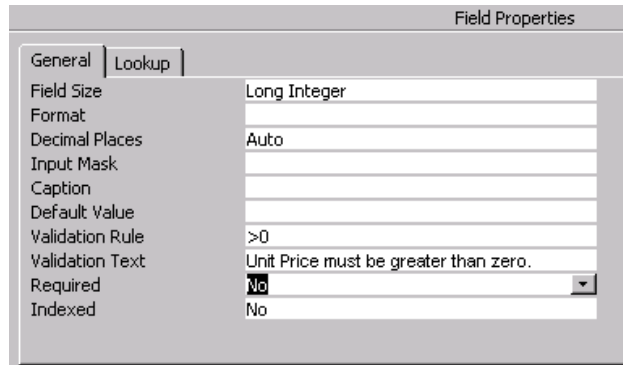 Field Properties
General Lookup
Field Size Long Integer
Format
Decimal Places Auto
Input Mask
Caption
Default Value
Validation Rule >0
Validation Text Unit Price must be greater than zero.
Required No
Indexed No